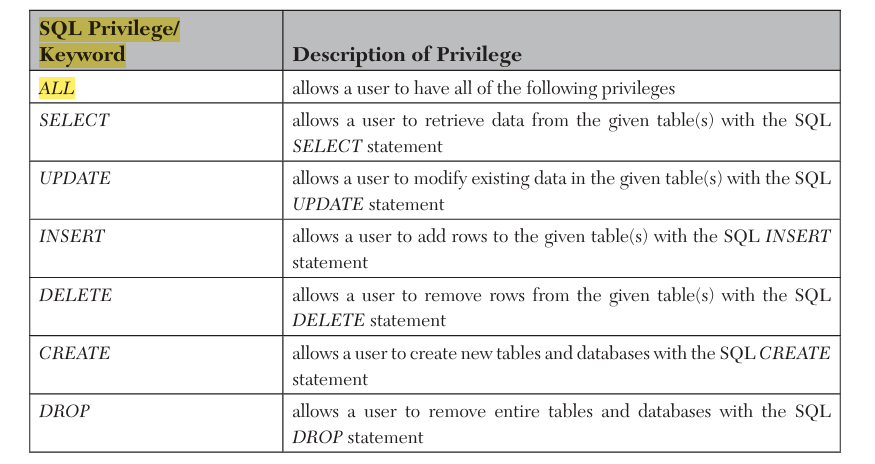 SQL Privilege/
Keyword
Description of Privilege
ALL
allows a user to have all of the following privileges
SELECT
allows a user to retrieve data from the given table(s) with the SQL
SELECT statement
UPDATE
allows a user to modify existing data in the given table(s) with the SQL
UPDATE statement
INSERT
allows a user to add rows to the given table(s) with the SQL INSERT
statement
DELETE
allows a user to remove rows from the given table(s) with the SQL
DELETE statement
CREATE
allows a user to create new tables and databases with the SQL CREATE
statement
DROP
allows a user to remove entire tables and databases with the SQL
DROP statement